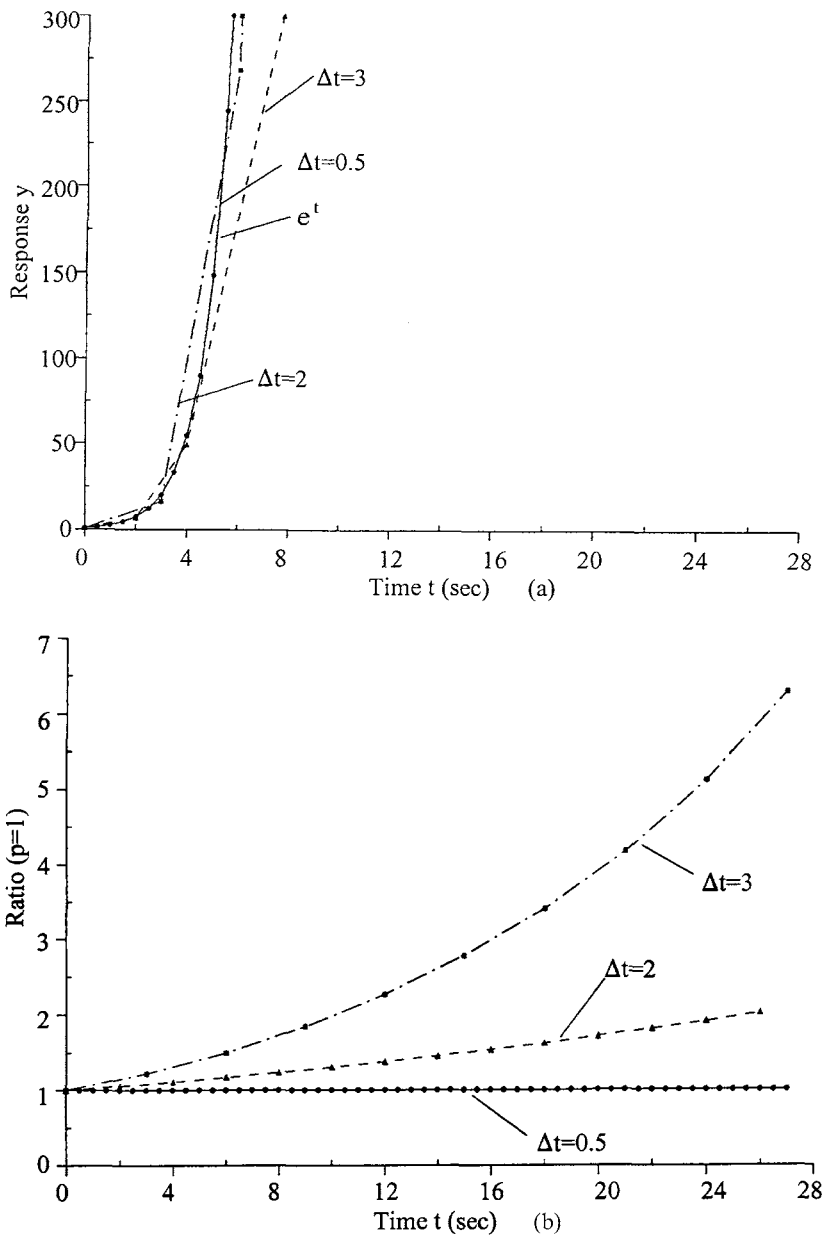 300
250
200
150
100
50
0
Response y
Δt=3
Δt=0.5
e^t
Δt=2
0 4 8 12 16 20 24 28
Time t (sec) (a)
7
6
5
4
3
2
1
0
Ratio (p=1)
Δt=3
Δt=2
Δt=0.5
0 4 8 12 16 20 24 28
Time t (sec) (b)